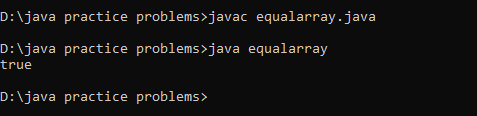 D:\java practice problems>javac equalarray.java
D:\java practice problems>java equalarray
true
D:\java practice problems>